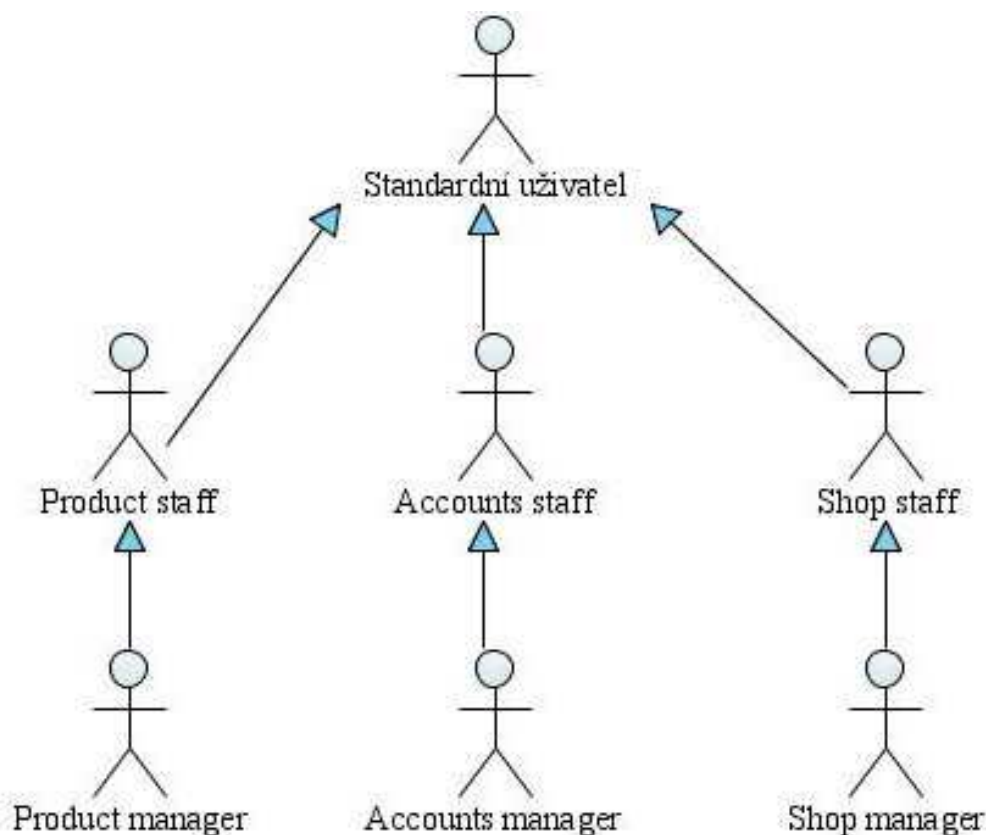 Standardní uživatel
Product staff
Accounts staff
Shop staff
Product manager
Accounts manager
Shop manager